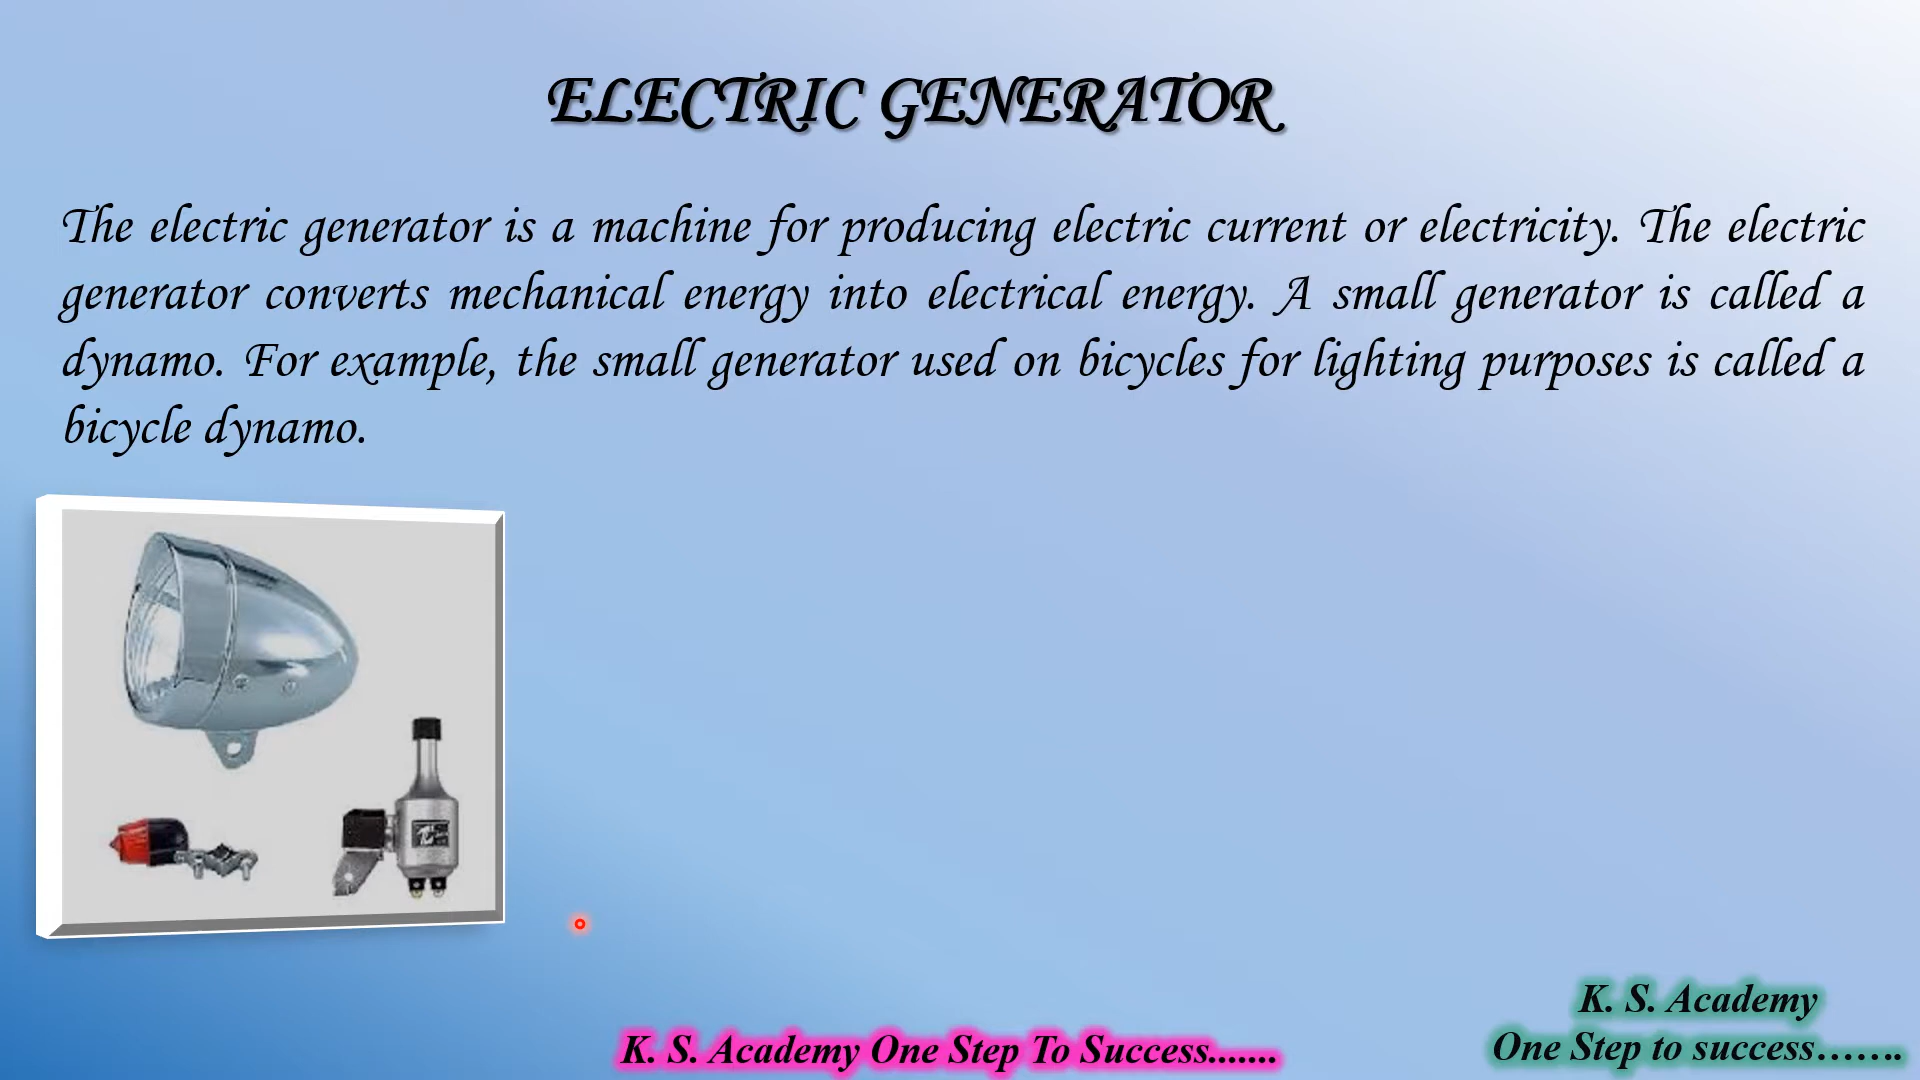 ELECTRIC GENERATOR
The electric generator is a machine for producing electric current or electricity. The electric
generator converts mechanical energy into electrical energy. A small generator is called a
dynamo. For example, the small generator used on bicycles for lighting purposes is called a
bicycle dynamo.
K. S. Academy
One Step to success…….
K. S. Academy One Step To Success.......